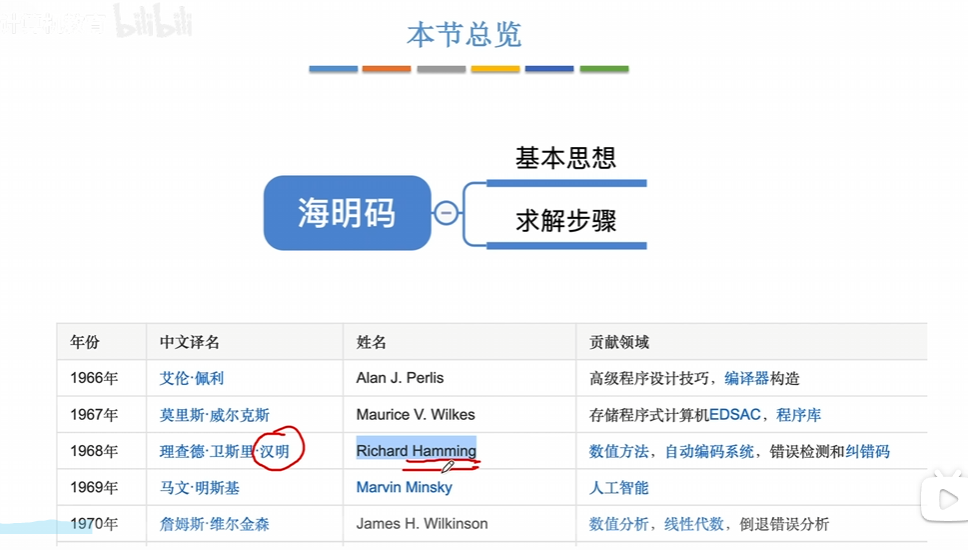 bilibili
本节总览
海明码
基本思想
求解步骤
年份 中文译名 姓名 贡献领域
1966年 艾伦·佩利 Alan J. Perlis 高级程序设计技巧，编译器构造
1967年 莫里斯·威尔克斯 Maurice V. Wilkes 存储程序式计算机EDSAC，程序库
1968年 理查德·卫斯里·汉明 Richard Hamming 数值方法，自动编码系统，错误检测和纠错码
1969年 马文·明斯基 Marvin Minsky 人工智能
1970年 詹姆斯·维尔金森 James H. Wilkinson 数值分析，线性代数，倒退错误分析